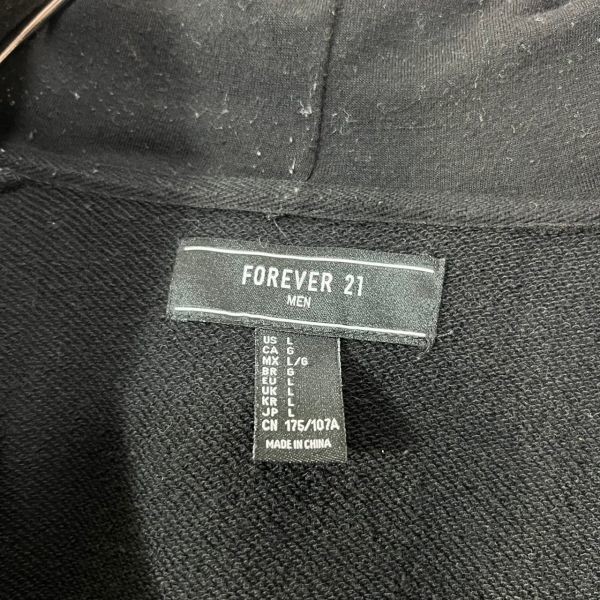 FOREVER 21
MEN
US L
CA G
MX L/G
BR G
EU L
UK L
KR L
JP L
CN 175/107A
MADE IN CHINA